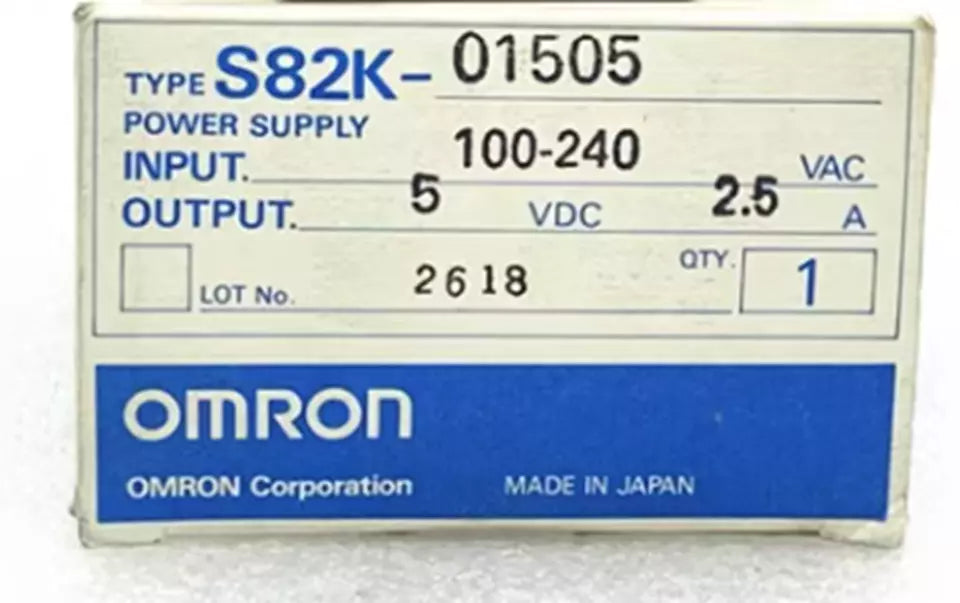 TYPE S82K- 01505
POWER SUPPLY
INPUT. 100-240 VAC
OUTPUT. 5 VDC 2.5 A
LOT No. 2618 QTY. 1
OMRON
OMRON Corporation MADE IN JAPAN